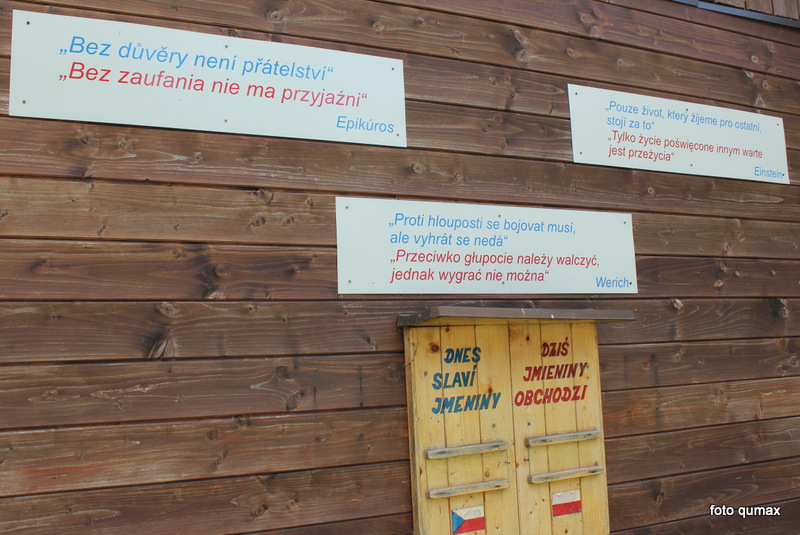 „Bez důvěry není přátelství“
„Bez zaufania nie ma przyjaźni“
Epikúros
„Pouze život, který žijeme pro ostatní,
stojí za to“
„Tylko życie poświęcone innym warte
jest przeżycia“
Einstein
„Proti hlouposti se bojovat musí,
ale vyhrát se nedá“
„Przeciwko głupocie należy walczyć,
jednak wygrać nie można“
Werich
DNES
SLAVÍ
JMENINY
DZIŚ
JMIENINY
OBCHODZI
foto qumax